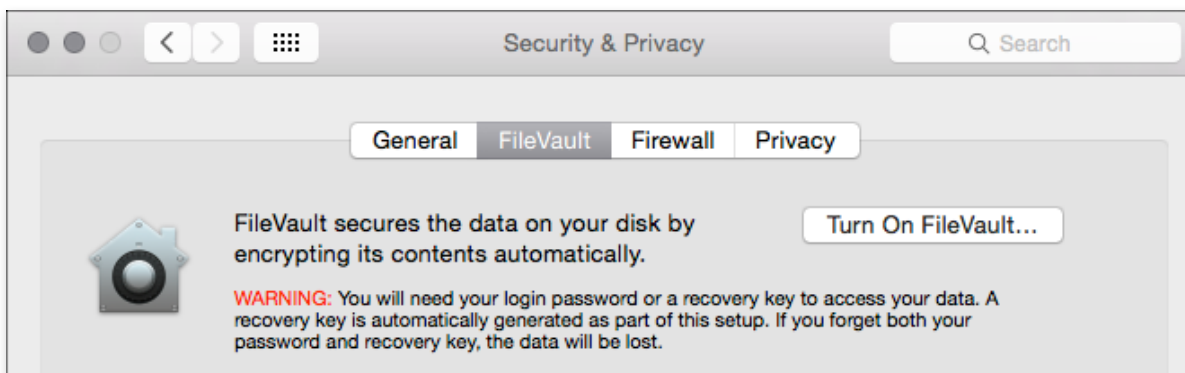 Security & Privacy
Search
General
FileVault
Firewall
Privacy
FileVault secures the data on your disk by
encrypting its contents automatically.
Turn On FileVault...
WARNING: You will need your login password or a recovery key to access your data. A
recovery key is automatically generated as part of this setup. If you forget both your
password and recovery key, the data will be lost.